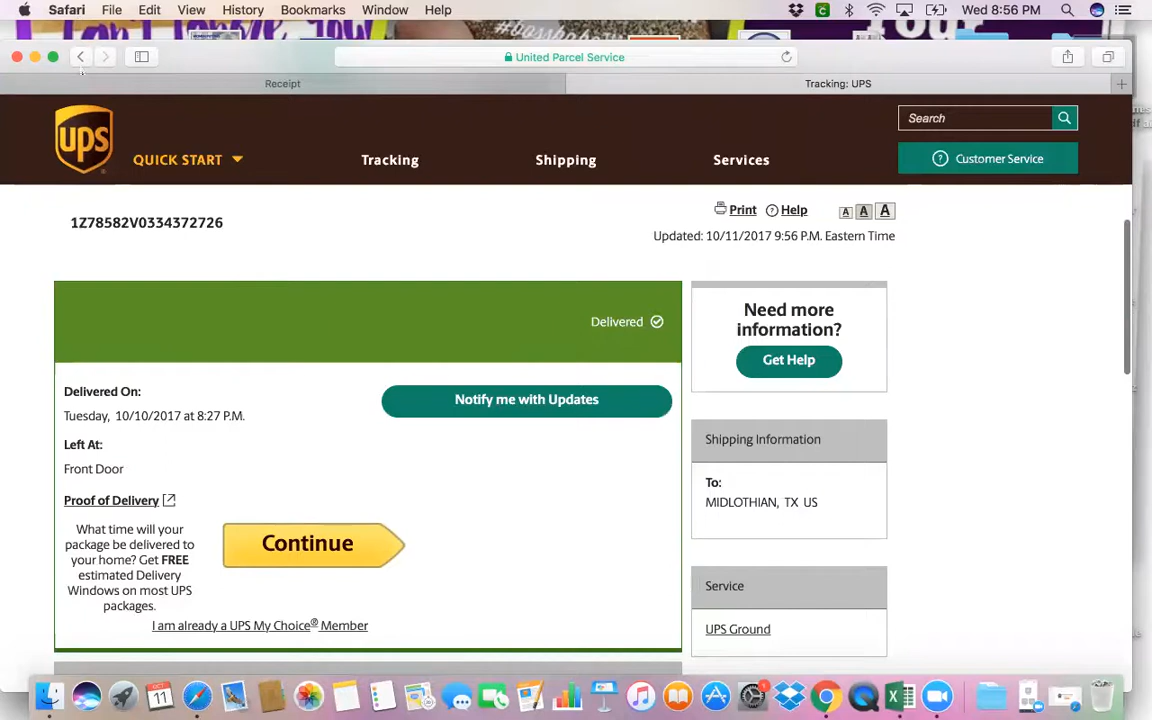 Safari File Edit View History Bookmarks Window Help
Wed 8:56 PM
United Parcel Service
Receipt
Tracking: UPS
ups
QUICK START
Tracking
Shipping
Services
Search
Customer Service
1Z78582V0334372726
Print Help A A A
Updated: 10/11/2017 9:56 P.M. Eastern Time
Delivered
Delivered On:
Tuesday, 10/10/2017 at 8:27 P.M.
Left At:
Front Door
Proof of Delivery
Notify me with Updates
What time will your
package be delivered to
your home? Get FREE
estimated Delivery
Windows on most UPS
packages.
Continue
I am already a UPS My Choice® Member
Need more
information?
Get Help
Shipping Information
To:
MIDLOTHIAN, TX US
Service
UPS Ground
OCT
11